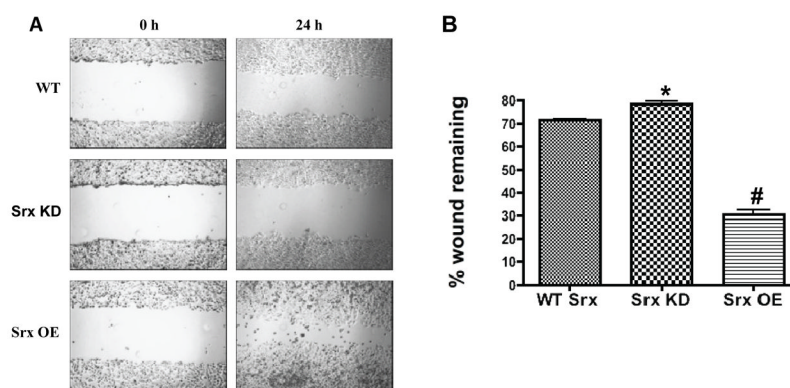 A
0 h
24 h
WT
Srx KD
Srx OE
B
% wound remaining
80
70
60
50
40
30
20
10
0
*
#
WT Srx
Srx KD
Srx OE